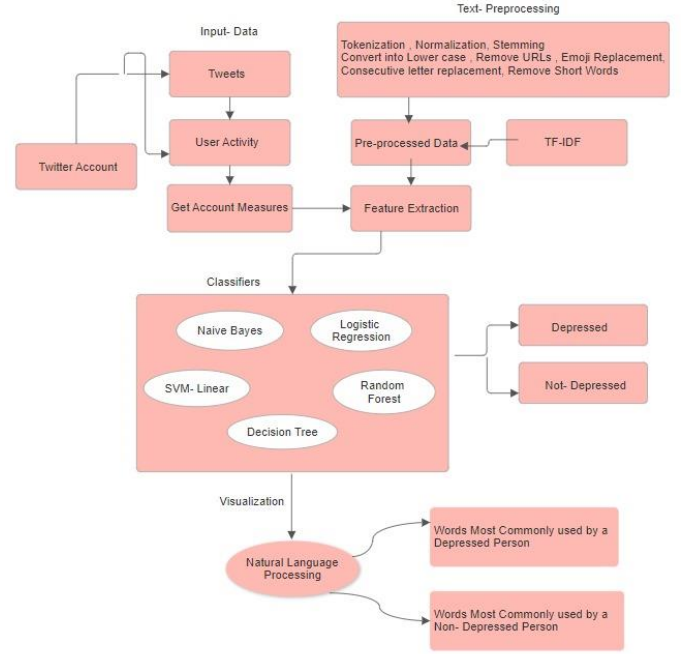 Text- Preprocessing
Input- Data
Tokenization , Normalization, Stemming
Convert into Lower case , Remove URLs , Emoji Replacement,
Consecutive letter replacement, Remove Short Words
Tweets
User Activity
Pre-processed Data
TF-IDF
Twitter Account
Get Account Measures
Feature Extraction
Classifiers
Naive Bayes
Logistic
Regression
Depressed
SVM- Linear
Random
Forest
Not- Depressed
Decision Tree
Visualization
Natural Language
Processing
Words Most Commonly used by a
Depressed Person
Words Most Commonly used by a
Non- Depressed Person